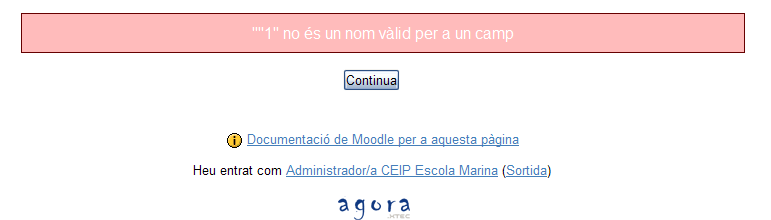 ""1" no és un nom vàlid per a un camp
Continua
Documentació de Moodle per a aquesta pàgina
Heu entrat com Administrador/a CEIP Escola Marina (Sortida)
agora
.XTEC